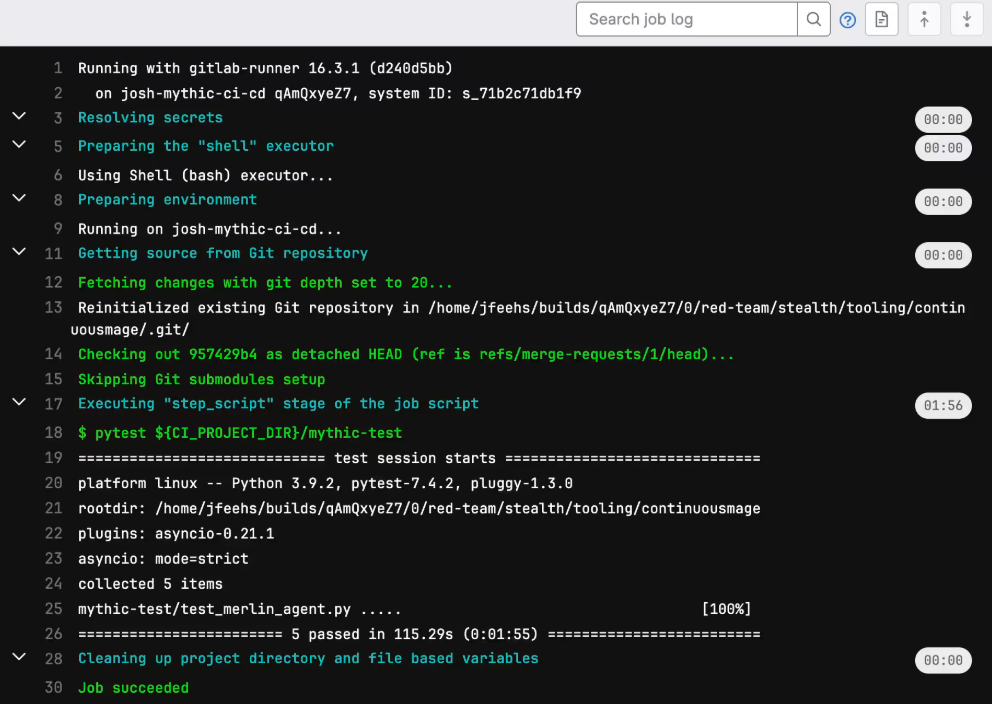 Search job log
1 Running with gitlab-runner 16.3.1 (d240d5bb)
2 on josh-mythic-ci-cd qAmQxyeZ7, system ID: s_71b2c71db1f9
3 Resolving secrets 00:00
5 Preparing the "shell" executor 00:00
6 Using Shell (bash) executor...
8 Preparing environment 00:00
9 Running on josh-mythic-ci-cd...
11 Getting source from Git repository 00:00
12 Fetching changes with git depth set to 20...
13 Reinitialized existing Git repository in /home/jfeehs/builds/qAmQxyeZ7/0/red-team/stealth/tooling/contin
uousmage/.git/
14 Checking out 957429b4 as detached HEAD (ref is refs/merge-requests/1/head)...
15 Skipping Git submodules setup
17 Executing "step_script" stage of the job script 01:56
18 $ pytest ${CI_PROJECT_DIR}/mythic-test
19 ============================= test session starts ==============================
20 platform linux -- Python 3.9.2, pytest-7.4.2, pluggy-1.3.0
21 rootdir: /home/jfeehs/builds/qAmQxyeZ7/0/red-team/stealth/tooling/continuousmage
22 plugins: asyncio-0.21.1
23 asyncio: mode=strict
24 collected 5 items
25 mythic-test/test_merlin_agent.py ..... [100%]
26 ======================== 5 passed in 115.29s (0:01:55) =========================
28 Cleaning up project directory and file based variables 00:00
30 Job succeeded